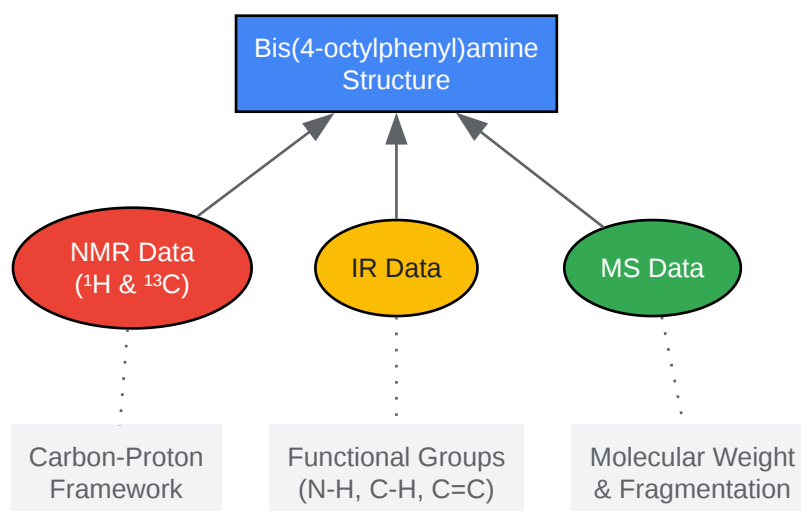 Bis(4-octylphenyl)amine
Structure
NMR Data
(¹H & ¹³C)
IR Data
MS Data
Carbon-Proton
Framework
Functional Groups
(N-H, C-H, C=C)
Molecular Weight
& Fragmentation